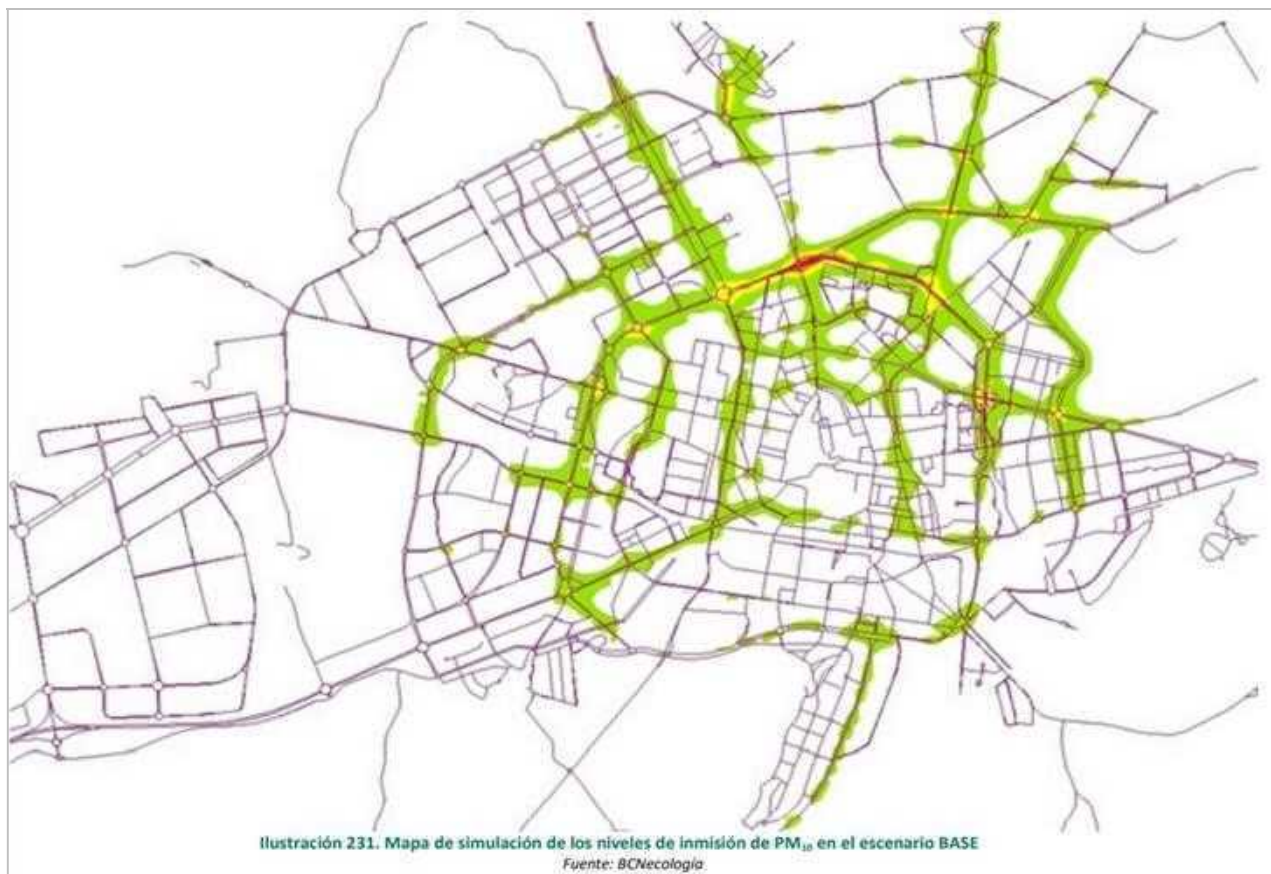 Ilustración 231. Mapa de simulación de los niveles de inmisión de PM₁₀ en el escenario BASE
Fuente: BCNecología